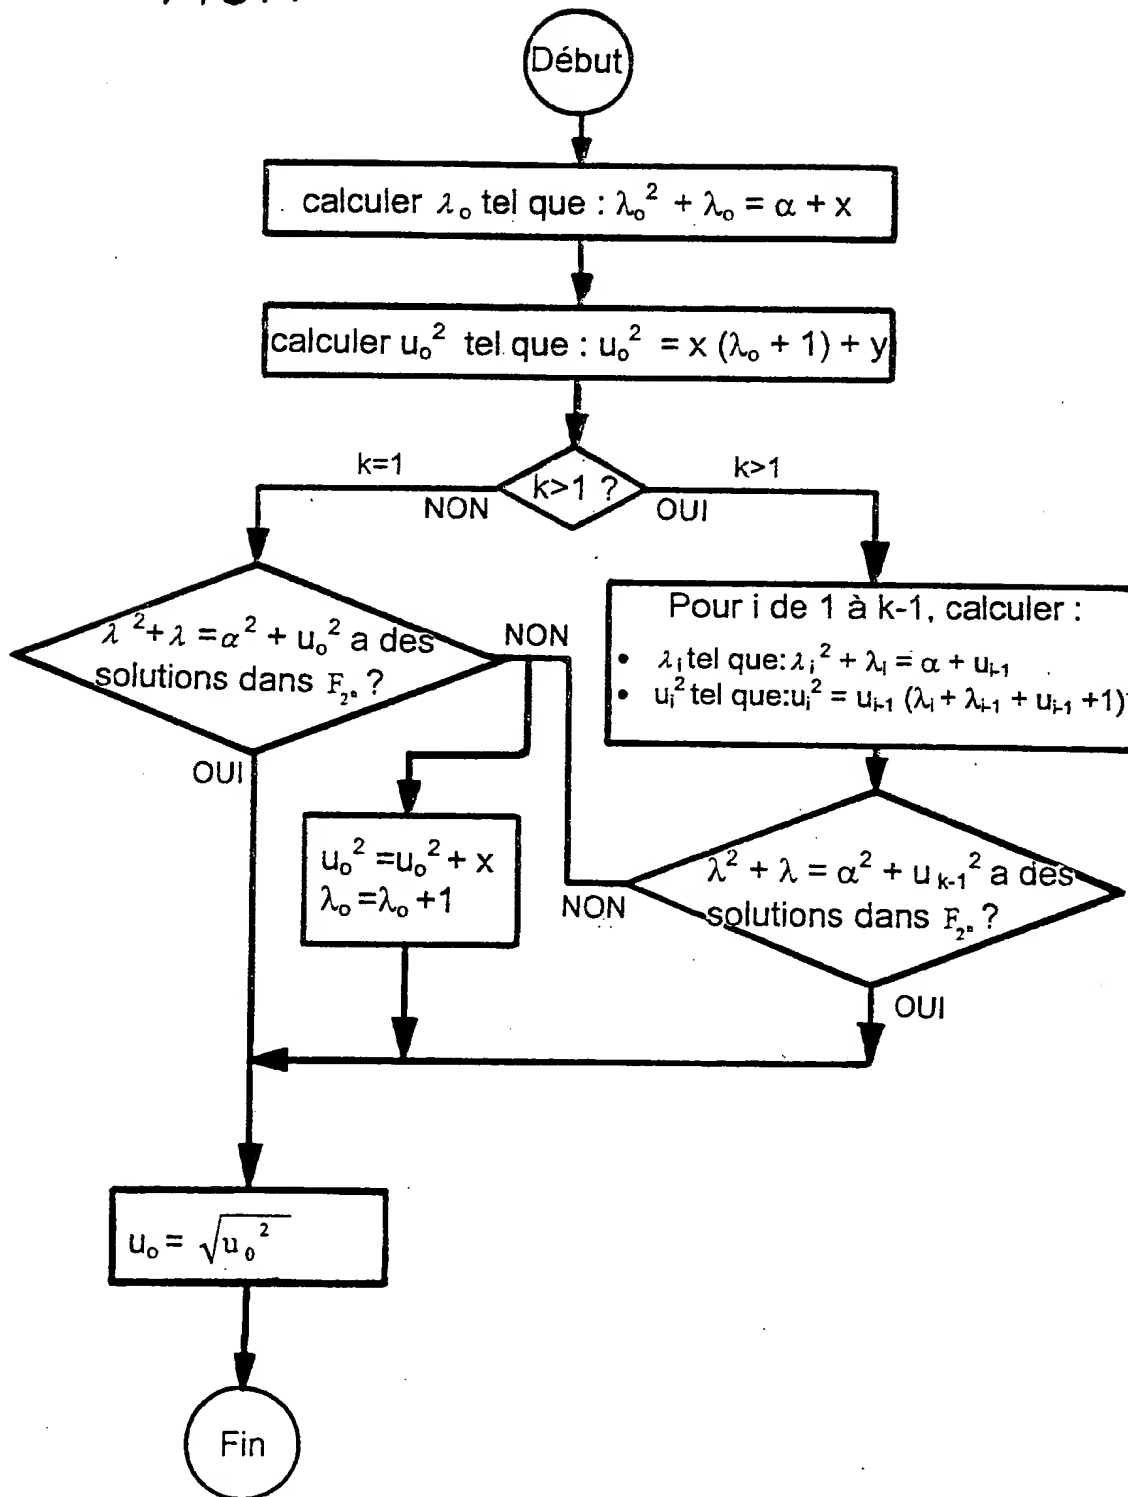 Début
calculer λ₀ tel que : λ₀² + λ₀ = α + x
calculer u₀² tel que : u₀² = x (λ₀ + 1) + y
k=1
k>1 ?
k>1
NON
OUI
λ²+λ = α² + u₀² a des
solutions dans F₂ⁿ ?
NON
OUI
Pour i de 1 à k-1, calculer :
• λᵢ tel que: λᵢ² + λᵢ = α + uᵢ₋₁
• uᵢ² tel que: uᵢ² = uᵢ₋₁ (λᵢ + λᵢ₋₁ + uᵢ₋₁ +1)
u₀² =u₀² + x
λ₀ =λ₀ +1
λ² + λ = α² + uₖ₋₁² a des
solutions dans F₂ⁿ ?
NON
OUI
u₀ = √u₀²
Fin